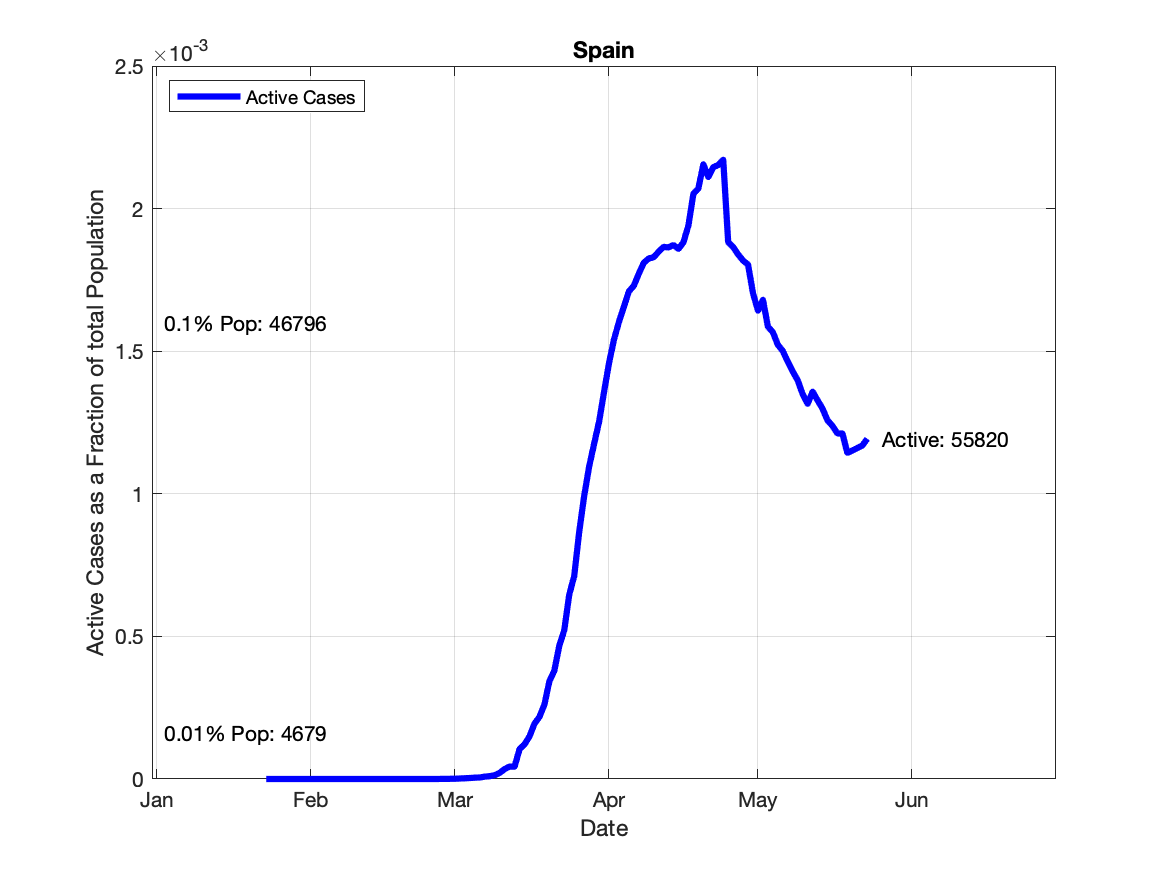 Spain
×10-3
2.5
Active Cases
2
0.1% Pop: 46796
1.5
Active: 55820
1
0.5
0.01% Pop: 4679
0
Jan Feb Mar Apr May Jun
Date
Active Cases as a Fraction of total Population